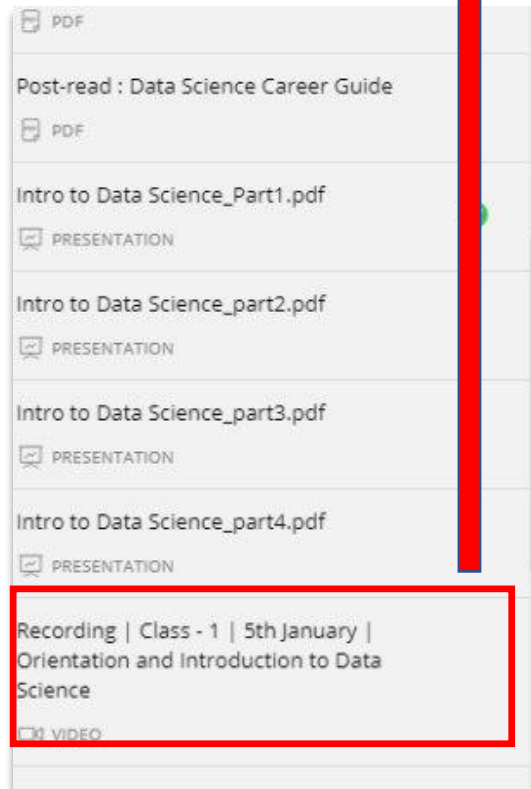 PDF
Post-read : Data Science Career Guide
PDF
Intro to Data Science_Part1.pdf
PRESENTATION
Intro to Data Science_part2.pdf
PRESENTATION
Intro to Data Science_part3.pdf
PRESENTATION
Intro to Data Science_part4.pdf
PRESENTATION
Recording | Class - 1 | 5th January |
Orientation and Introduction to Data
Science
VIDEO